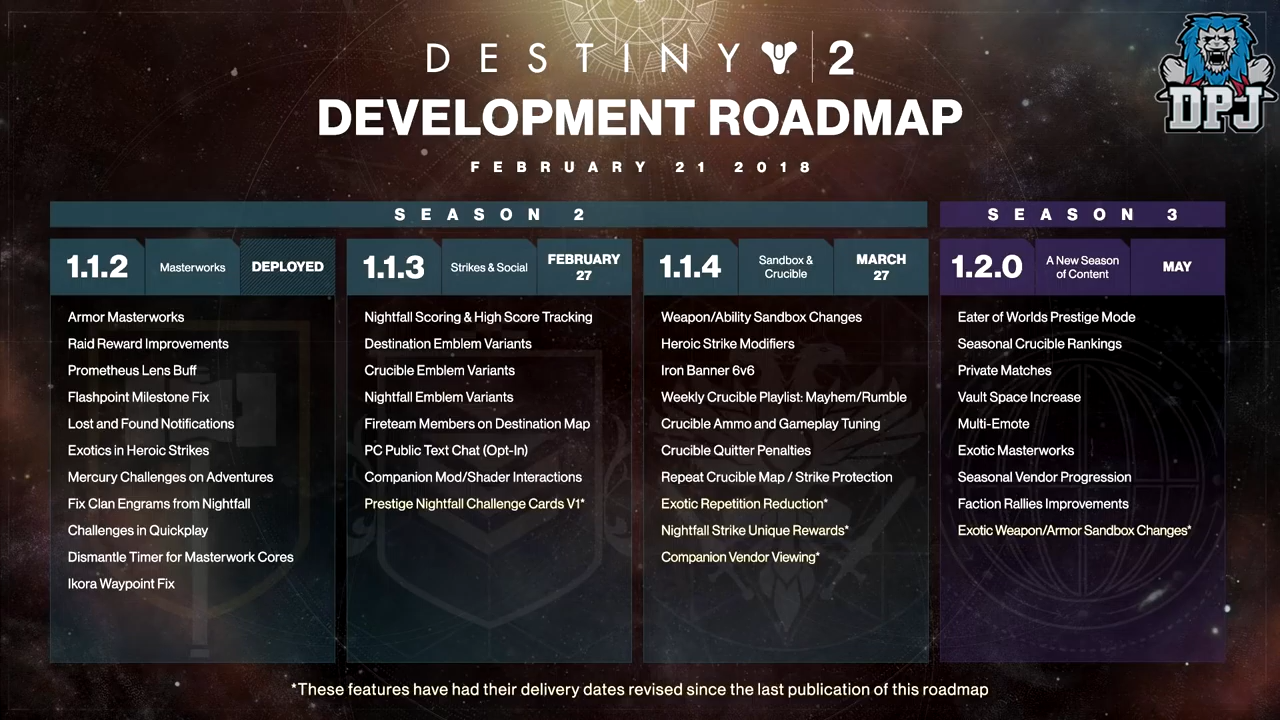 DESTINY 2
DPJ
DEVELOPMENT ROADMAP
FEBRUARY 21 2018
SEASON 2
SEASON 3
1.1.2
Masterworks
DEPLOYED
Armor Masterworks
Raid Reward Improvements
Prometheus Lens Buff
Flashpoint Milestone Fix
Lost and Found Notifications
Exotics in Heroic Strikes
Mercury Challenges on Adventures
Fix Clan Engrams from Nightfall
Challenges in Quickplay
Dismantle Timer for Masterwork Cores
Ikora Waypoint Fix
1.1.3
Strikes & Social
FEBRUARY
27
Nightfall Scoring & High Score Tracking
Destination Emblem Variants
Crucible Emblem Variants
Nightfall Emblem Variants
Fireteam Members on Destination Map
PC Public Text Chat (Opt-In)
Companion Mod/Shader Interactions
Prestige Nightfall Challenge Cards V1*
1.1.4
Sandbox &
Crucible
MARCH
27
Weapon/Ability Sandbox Changes
Heroic Strike Modifiers
Iron Banner 6v6
Weekly Crucible Playlist: Mayhem/Rumble
Crucible Ammo and Gameplay Tuning
Crucible Quitter Penalties
Repeat Crucible Map / Strike Protection
Exotic Repetition Reduction*
Nightfall Strike Unique Rewards*
Companion Vendor Viewing*
1.2.0
A New Season
of Content
MAY
Eater of Worlds Prestige Mode
Seasonal Crucible Rankings
Private Matches
Vault Space Increase
Multi-Emote
Exotic Masterworks
Seasonal Vendor Progression
Faction Rallies Improvements
Exotic Weapon/Armor Sandbox Changes*
*These features have had their delivery dates revised since the last publication of this roadmap